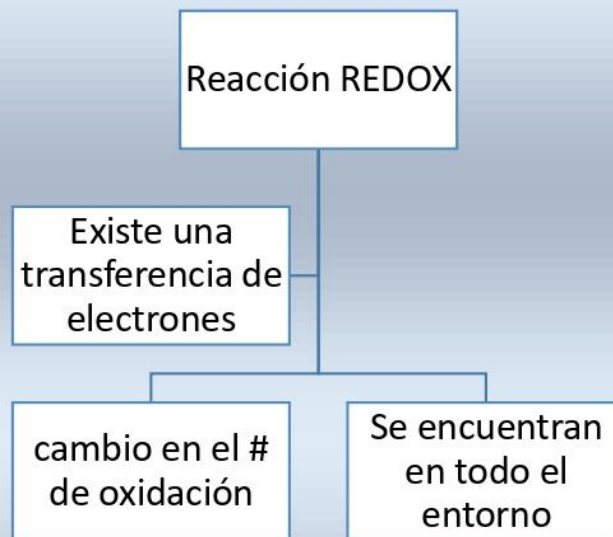 Reacción REDOX
Existe una
transferencia de
electrones
cambio en el #
de oxidación
Se encuentran
en todo el
entorno